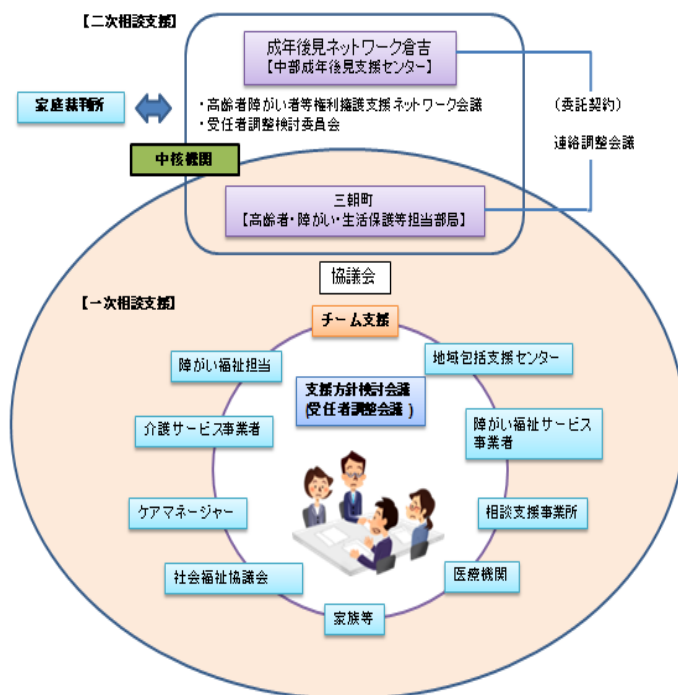 【二次相談支援】
成年後見ネットワーク倉吉
【中部成年後見支援センター】
家庭裁判所
・高齢者障がい者等権利擁護支援ネットワーク会議
・受任者調整検討委員会
(委託契約)
連絡調整会議
中核機関
三朝町
【高齢者・障がい・生活保護等担当部局】
協議会
【一次相談支援】
チーム支援
障がい福祉担当
地域包括支援センター
支援方針検討会議
(受任者調整会議)
介護サービス事業者
障がい福祉サービス
事業者
ケアマネージャー
相談支援事業所
社会福祉協議会
医療機関
家族等